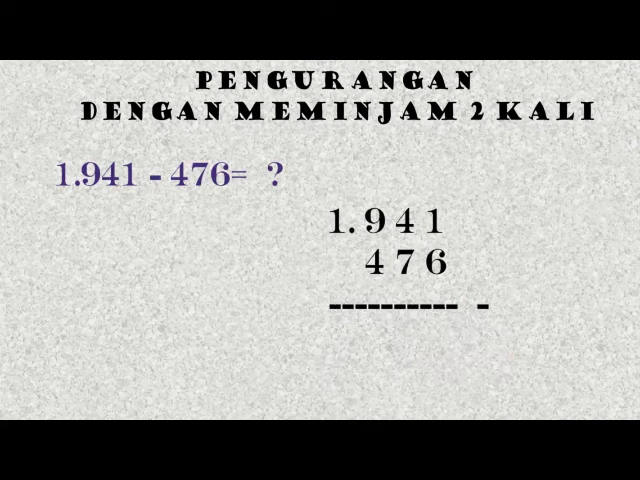 PENGURANGAN
DENGAN MEMINJAM 2 KALI
1.941 - 476= ?
1. 9 4 1
4 7 6
---------- -